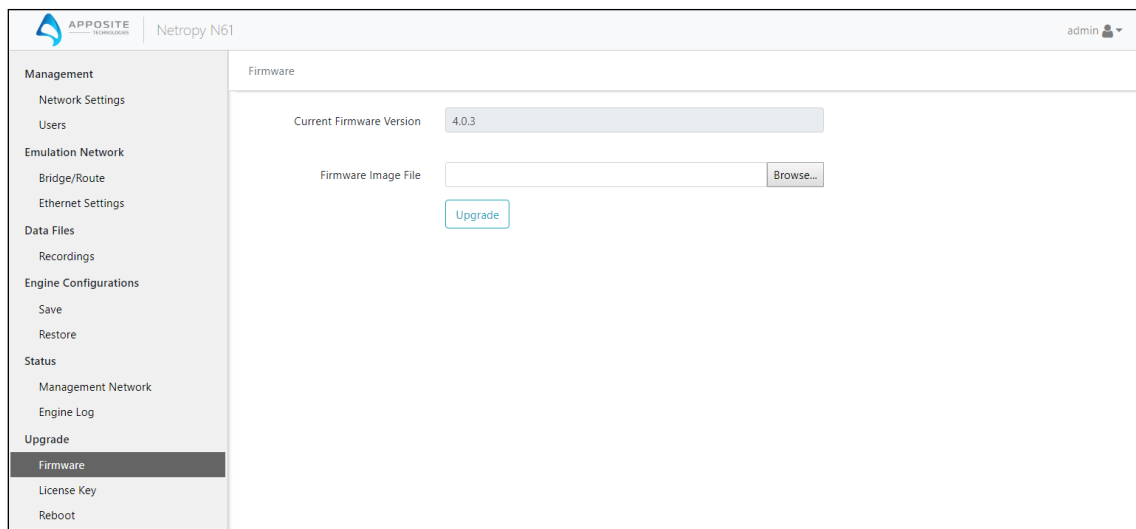 APPOSITE
TECHNOLOGIES
Netropy N61
admin
Management
Network Settings
Users
Emulation Network
Bridge/Route
Ethernet Settings
Data Files
Recordings
Engine Configurations
Save
Restore
Status
Management Network
Engine Log
Upgrade
Firmware
License Key
Reboot
Firmware
Current Firmware Version 4.0.3
Firmware Image File Browse...
Upgrade